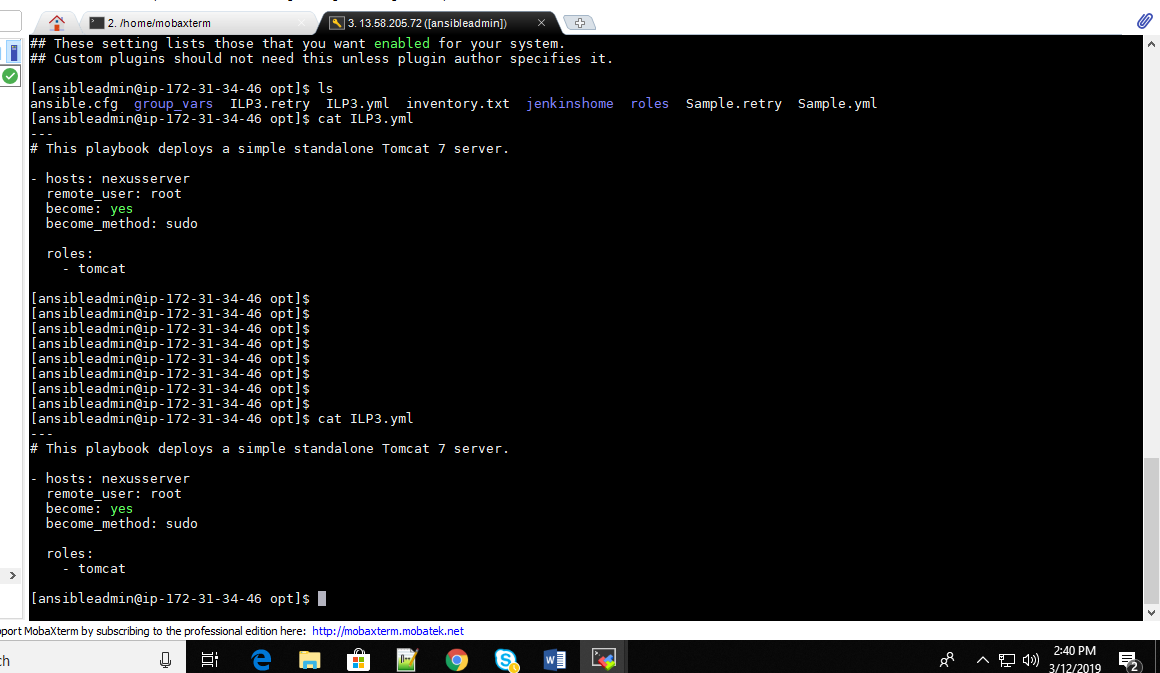 2. /home/mobaxterm
3. 13.58.205.72 ([ansibleadmin])
## These setting lists those that you want enabled for your system.
## Custom plugins should not need this unless plugin author specifies it.
[ansibleadmin@ip-172-31-34-46 opt]$ ls
ansible.cfg group_vars ILP3.retry ILP3.yml inventory.txt jenkinshome roles Sample.retry Sample.yml
[ansibleadmin@ip-172-31-34-46 opt]$ cat ILP3.yml
---
# This playbook deploys a simple standalone Tomcat 7 server.
- hosts: nexusserver
remote_user: root
become: yes
become_method: sudo
roles:
- tomcat
[ansibleadmin@ip-172-31-34-46 opt]$
[ansibleadmin@ip-172-31-34-46 opt]$
[ansibleadmin@ip-172-31-34-46 opt]$
[ansibleadmin@ip-172-31-34-46 opt]$
[ansibleadmin@ip-172-31-34-46 opt]$
[ansibleadmin@ip-172-31-34-46 opt]$
[ansibleadmin@ip-172-31-34-46 opt]$
[ansibleadmin@ip-172-31-34-46 opt]$
[ansibleadmin@ip-172-31-34-46 opt]$ cat ILP3.yml
---
# This playbook deploys a simple standalone Tomcat 7 server.
- hosts: nexusserver
remote_user: root
become: yes
become_method: sudo
roles:
- tomcat
[ansibleadmin@ip-172-31-34-46 opt]$
port MobaXterm by subscribing to the professional edition here: http://mobaxterm.mobatek.net
ch
2:40 PM
3/12/2019
2